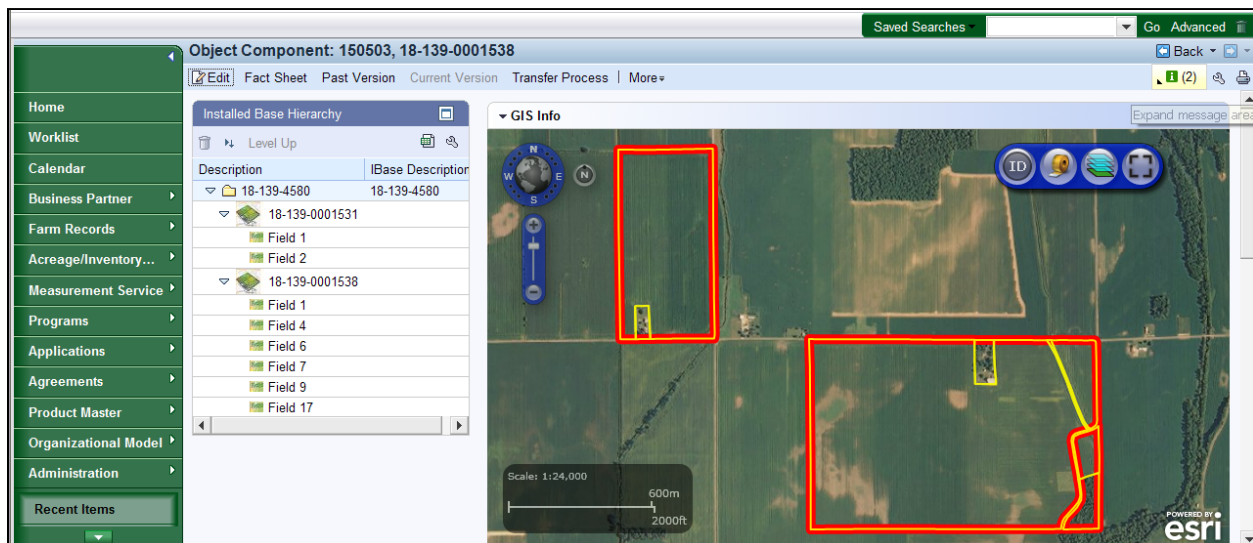 Saved Searches Go Advanced
Object Component: 150503, 18-139-0001538 Back
Edit Fact Sheet Past Version Current Version Transfer Process | More (2)
Home
Worklist
Calendar
Business Partner
Farm Records
Acreage/Inventory...
Measurement Service
Programs
Applications
Agreements
Product Master
Organizational Model
Administration
Recent Items
Installed Base Hierarchy
Level Up
Description IBase Description
18-139-4580 18-139-4580
18-139-0001531
Field 1
Field 2
18-139-0001538
Field 1
Field 4
Field 6
Field 7
Field 9
Field 17
GIS Info
Expand message area
N
W E
S
N
ID
Scale: 1:24,000
600m
2000ft
POWERED BY
esri